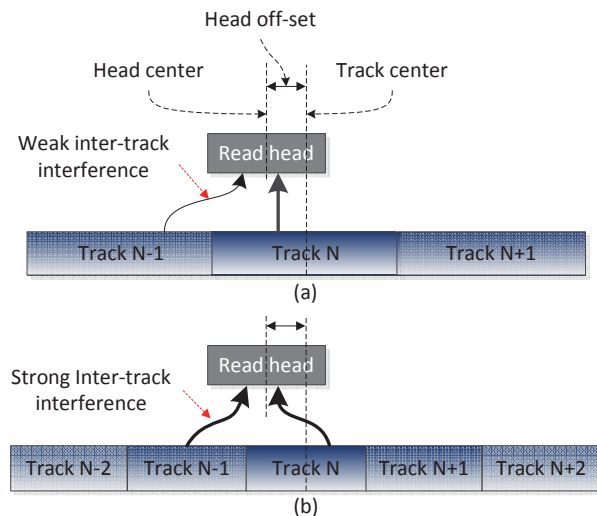 Head off-set
Head center
Track center
Weak inter-track
interference
Read head
Track N-1
Track N
Track N+1
(a)
Read head
Strong Inter-track
interference
Track N-2
Track N-1
Track N
Track N+1
Track N+2
(b)